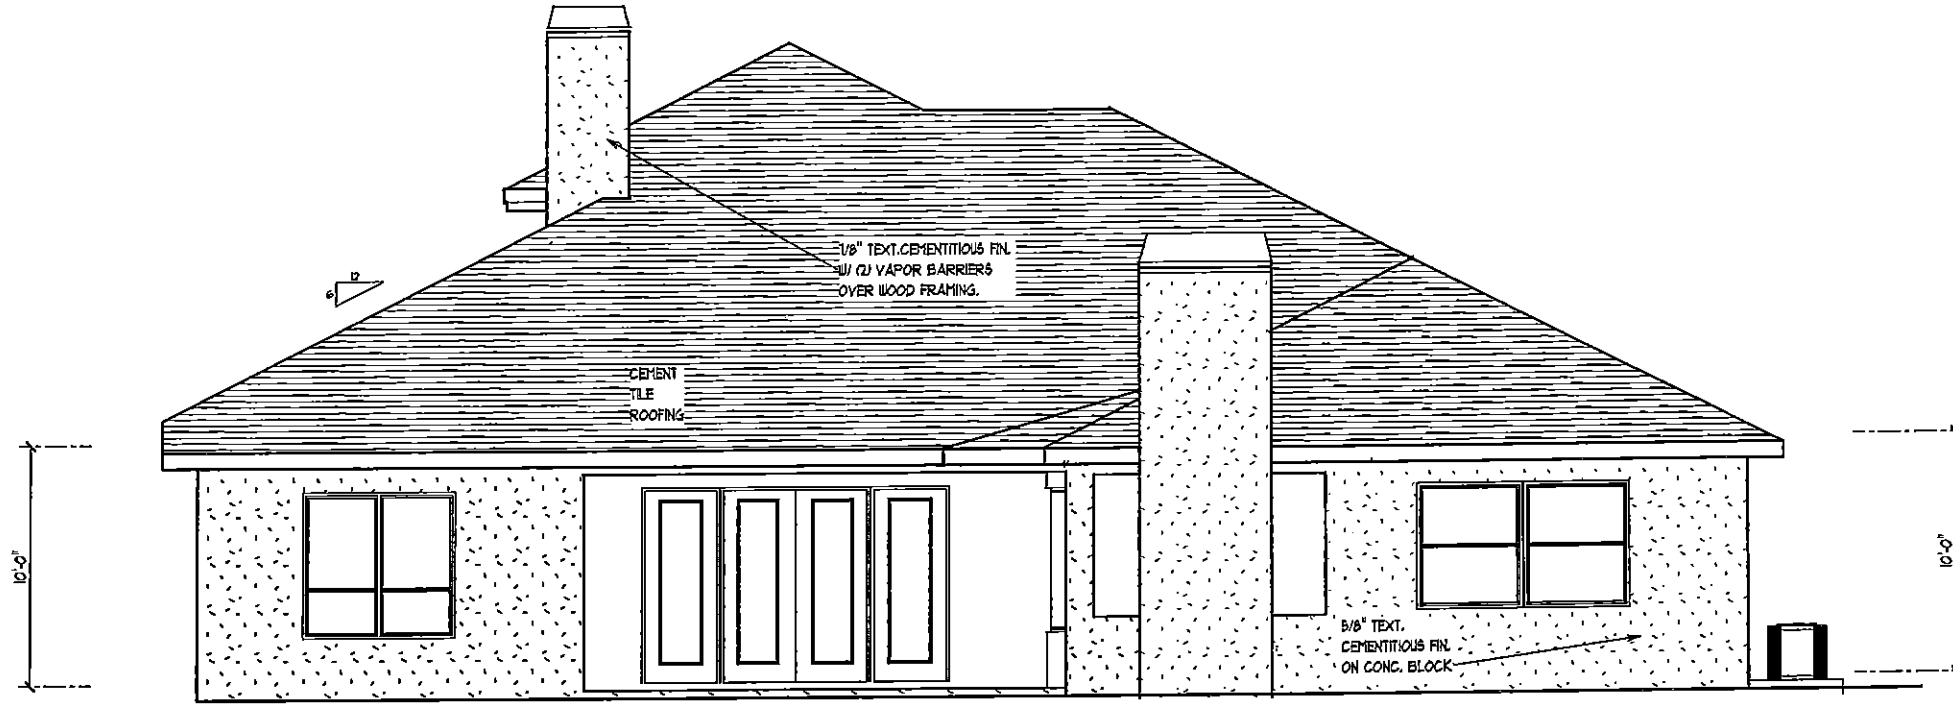 7/8" TEXT.CEMENTITIOUS FIN.
W/ (2) VAPOR BARRIERS
OVER WOOD FRAMING.
12
6
CEMENT
TILE
ROOFING
10'-0"
10'-0"
5/8" TEXT.
CEMENTITIOUS FIN.
ON CONC. BLOCK